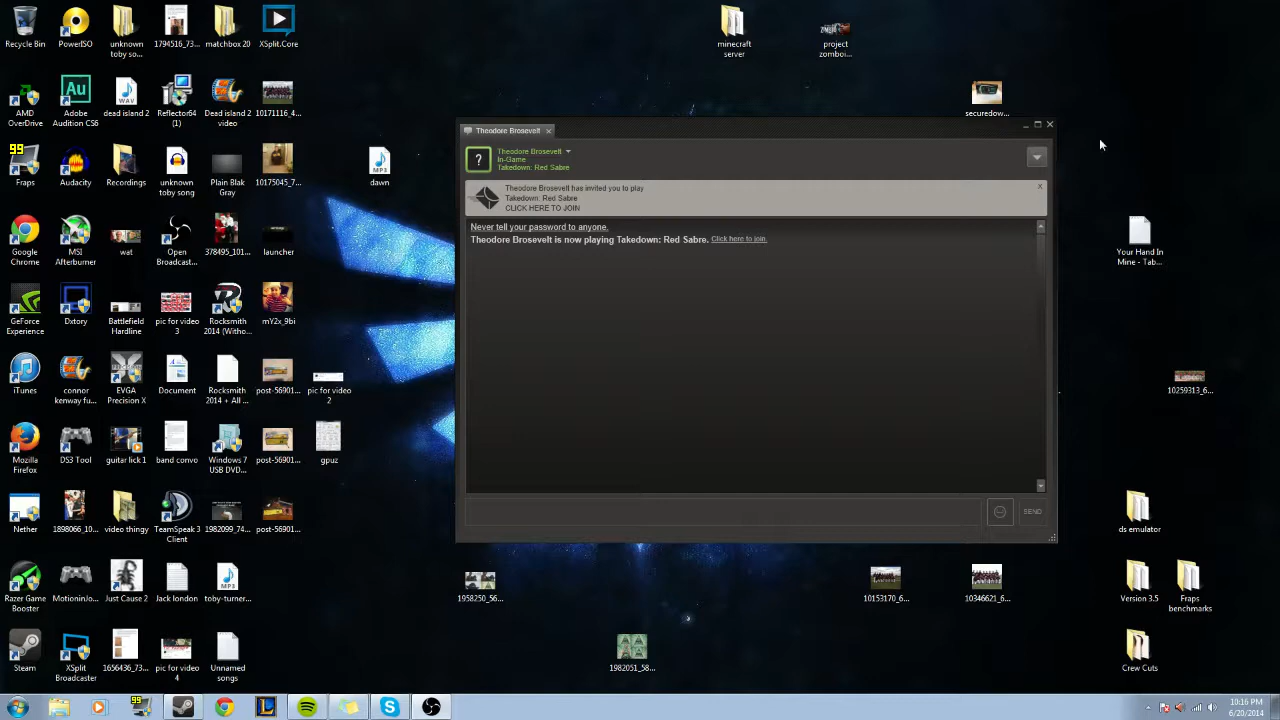 Recycle Bin
PowerISO
unknown
toby so...
1794516_73...
matchbox 20
XSplit.Core
minecraft
server
project
zomboi...
AMD
OverDrive
Adobe
Audition CS6
WAV
dead island 2
Reflector64
(1)
Dead island 2
video
10171116_4...
securedow...
99
Fraps
Audacity
Recordings
unknown
toby song
Plain Blak
Gray
10175045_7...
MP3
dawn
Google
Chrome
MSI
Afterburner
wat
Open
Broadcast...
378495_101...
launcher
Your Hand In
Mine - Tab...
GeForce
Experience
Dxtory
Battlefield
Hardline
pic for video
3
Rocksmith
2014 (Witho...
mY2x_9bi
iTunes
connor
kenway fu...
EVGA
Precision X
Document
Rocksmith
2014 + All ...
post-56901...
pic for video
2
10259313_6...
Mozilla
Firefox
DS3 Tool
guitar lick 1
band convo
Windows 7
USB DVD...
post-56901...
gpuz
Nether
1898066_10...
video thingy
TeamSpeak 3
Client
1982099_74...
post-56901...
ds emulator
Razer Game
Booster
MotioninJo...
Just Cause 2
Jack london
MP3
toby-turner...
1958250_56...
10153170_6...
10346621_6...
Version 3.5
Fraps
benchmarks
Steam
XSplit
Broadcaster
1656436_73...
pic for video
4
Unnamed
songs
1982051_58...
Crew Cuts
Theodore Brosevelt
?
Theodore Brosevelt
In-Game
Takedown: Red Sabre
Theodore Brosevelt has invited you to play
Takedown: Red Sabre
CLICK HERE TO JOIN
X
Never tell your password to anyone.
Theodore Brosevelt is now playing Takedown: Red Sabre. Click here to join.
SEND
99
10:16 PM
6/20/2014